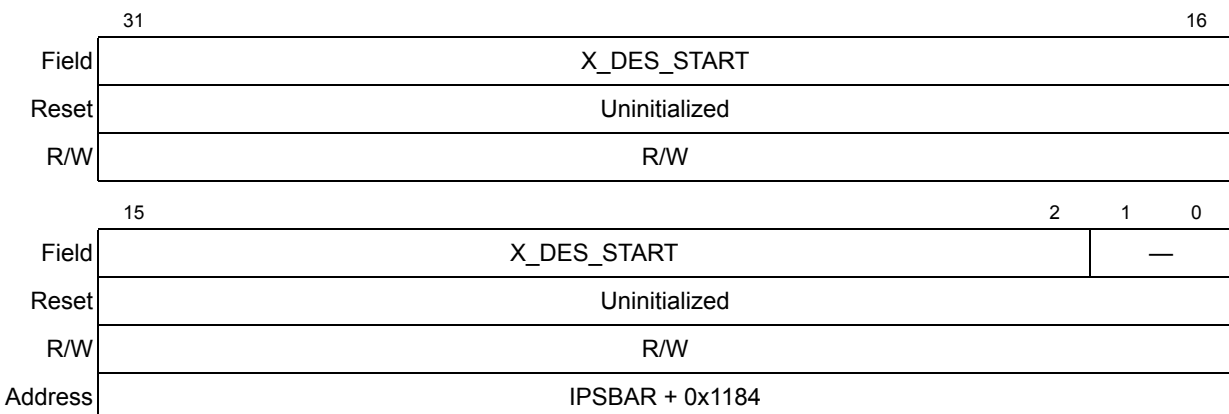 31 16
Field X_DES_START
Reset Uninitialized
R/W R/W
15 2 1 0
Field X_DES_START —
Reset Uninitialized
R/W R/W
Address IPSBAR + 0x1184